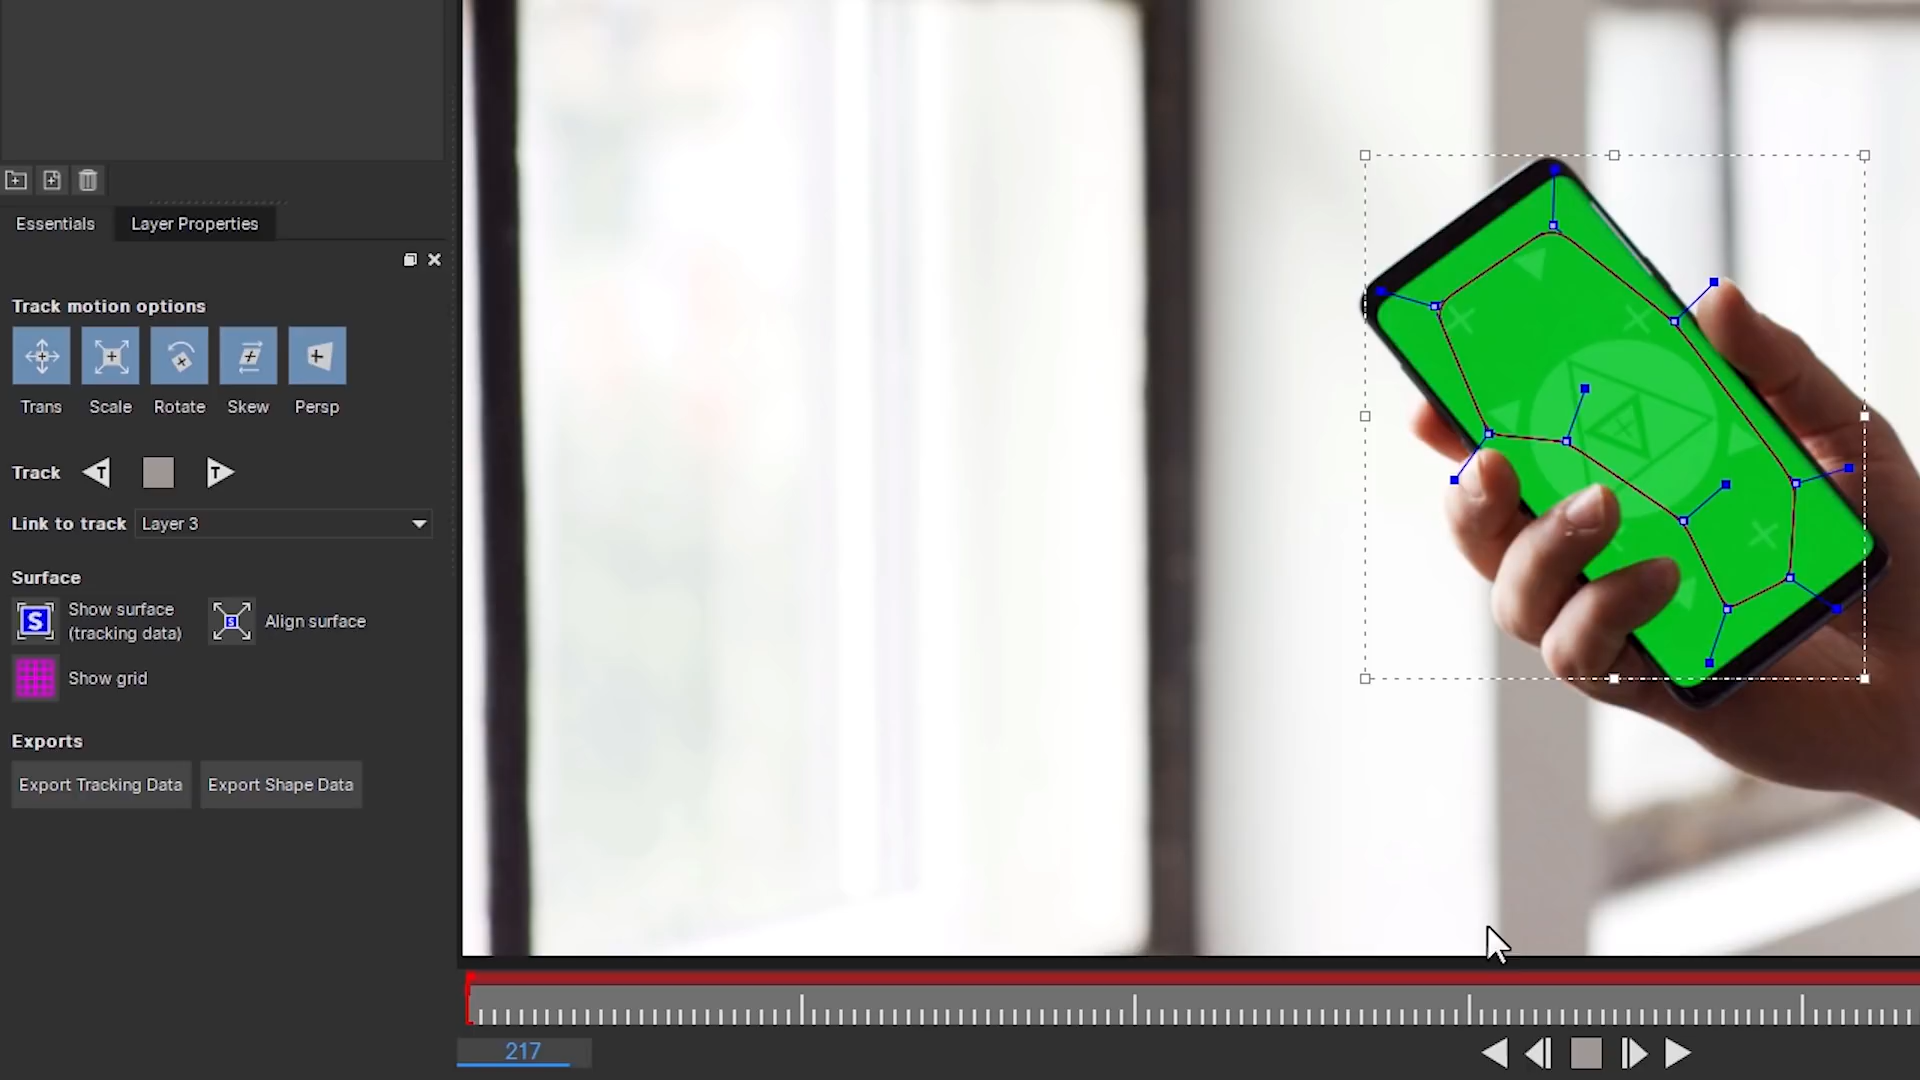 Essentials
Layer Properties
Track motion options
Trans
Scale
Rotate
Skew
Persp
Track
T
T
Link to track
Layer 3
Surface
S
Show surface
(tracking data)
S
Align surface
Show grid
Exports
Export Tracking Data
Export Shape Data
217